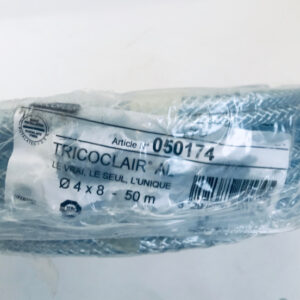 Article N° 050174
TRICOCLAIR® AL
LE VRAI, LE SEUL, L'UNIQUE
Ø 4 x 8 - 50 m